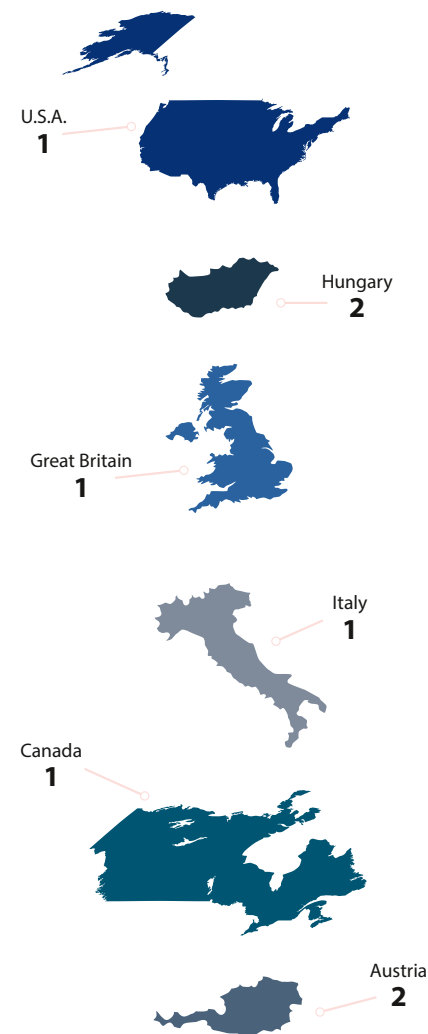 U.S.A.
1
Hungary
2
Great Britain
1
Italy
1
Canada
1
Austria
2